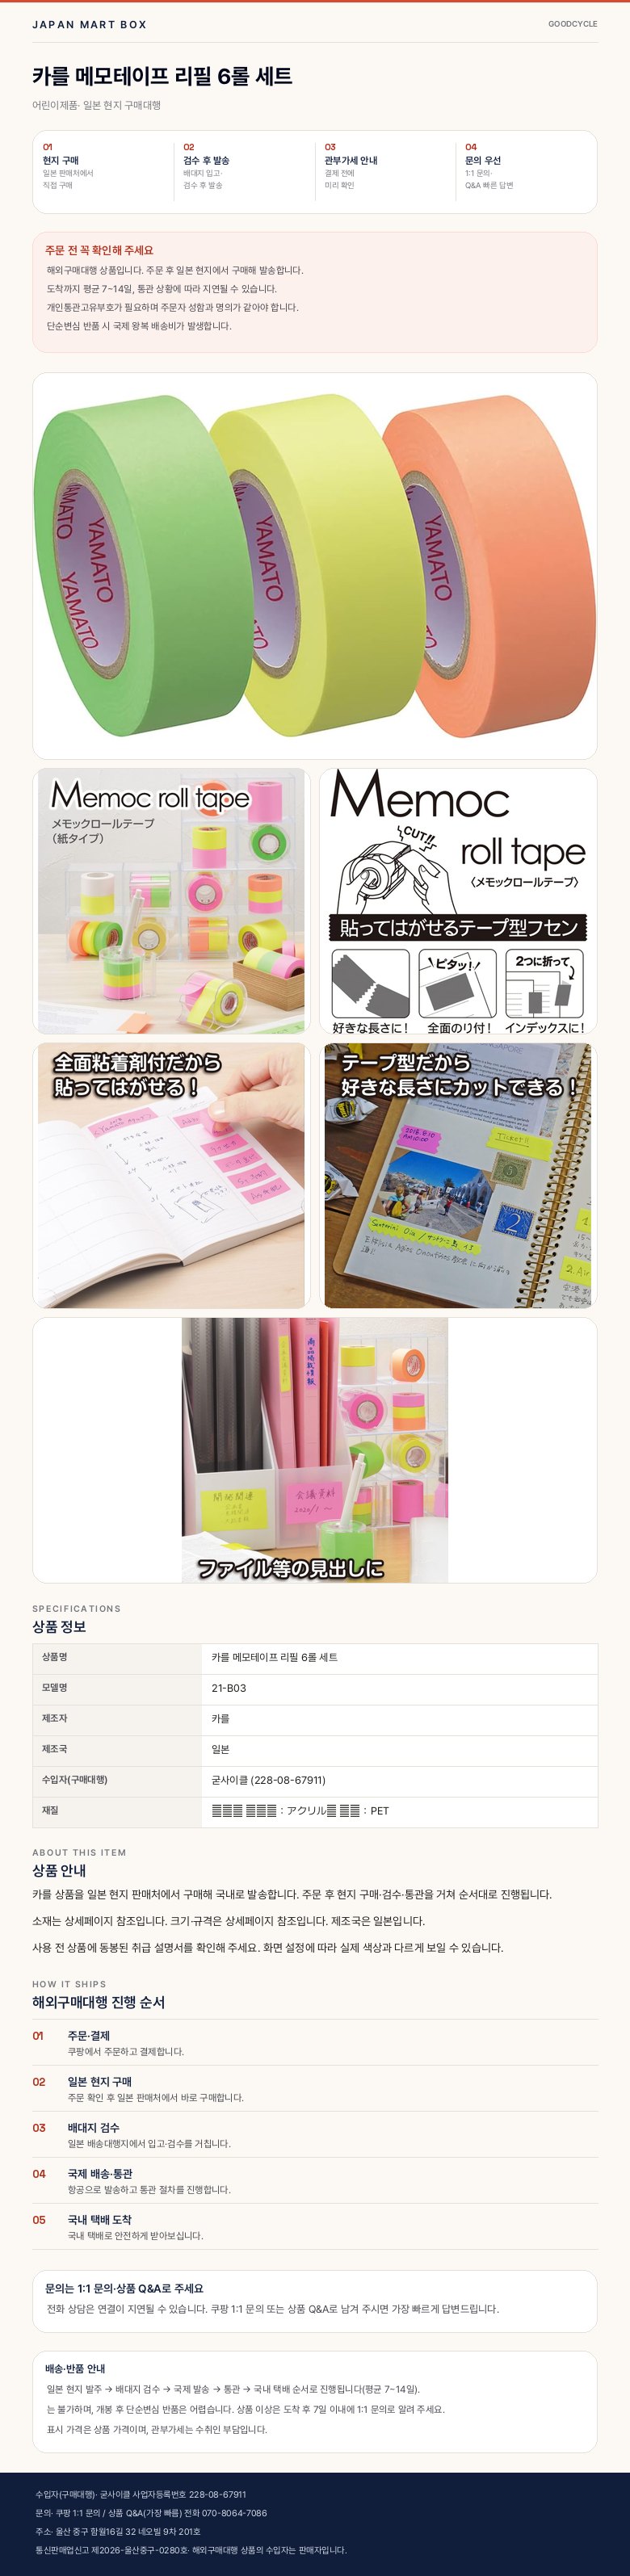 JAPAN MART BOX
GOODCYCLE
카를 메모테이프 리필 6롤 세트
어린이제품· 일본 현지 구매대행
01
현지 구매
일본 판매처에서
직접 구매
02
검수 후 발송
배대지 입고·
검수 후 발송
03
관부가세 안내
결제 전에
미리 확인
04
문의 우선
1:1 문의·
Q&A 빠른 답변
주문 전 꼭 확인해 주세요
해외구매대행 상품입니다. 주문 후 일본 현지에서 구매해 발송합니다.
도착까지 평균 7~14일, 통관 상황에 따라 지연될 수 있습니다.
개인통관고유부호가 필요하며 주문자 성함과 명의가 같아야 합니다.
단순변심 반품 시 국제 왕복 배송비가 발생합니다.
YAMATO
YAMATO
YAMATO
YAMATO
YAMATO
Memoc roll tape
メモックロールテープ
（紙タイプ）
Memoc
CUT!!
roll tape
〈メモックロールテープ〉
貼ってはがせるテープ型フセン
ピタッ!!
2つに折って
好きな長さに！ 全面のり付！ インデックスに！
全面粘着剤付だから
貼ってはがせる！
テープ型だから
好きな長さにカットできる！
Ticket!!
Santorini Oia / サントリーニ島
5
2
商品掲載情報
開発関連
会議資料
2020/1 〜
ファイル等の見出しに
SPECIFICATIONS
상품 정보
상품명 카를 메모테이프 리필 6롤 세트
모델명 21-B03
제조자 카를
제조국 일본
수입자(구매대행) 굳사이클 (228-08-67911)
재질 : アクリル : PET
ABOUT THIS ITEM
상품 안내
카를 상품을 일본 현지 판매처에서 구매해 국내로 발송합니다. 주문 후 현지 구매·검수·통관을 거쳐 순서대로 진행됩니다.
소재는 상세페이지 참조입니다. 크기·규격은 상세페이지 참조입니다. 제조국은 일본입니다.
사용 전 상품에 동봉된 취급 설명서를 확인해 주세요. 화면 설정에 따라 실제 색상과 다르게 보일 수 있습니다.
HOW IT SHIPS
해외구매대행 진행 순서
01 주문·결제
쿠팡에서 주문하고 결제합니다.
02 일본 현지 구매
주문 확인 후 일본 판매처에서 바로 구매합니다.
03 배대지 검수
일본 배송대행지에서 입고·검수를 거칩니다.
04 국제 배송·통관
항공으로 발송하고 통관 절차를 진행합니다.
05 국내 택배 도착
국내 택배로 안전하게 받아보십니다.
문의는 1:1 문의·상품 Q&A로 주세요
전화 상담은 연결이 지연될 수 있습니다. 쿠팡 1:1 문의 또는 상품 Q&A로 남겨 주시면 가장 빠르게 답변드립니다.
배송·반품 안내
일본 현지 발주 → 배대지 검수 → 국제 발송 → 통관 → 국내 택배 순서로 진행됩니다(평균 7~14일).
는 불가하며, 개봉 후 단순변심 반품은 어렵습니다. 상품 이상은 도착 후 7일 이내에 1:1 문의로 알려 주세요.
표시 가격은 상품 가격이며, 관부가세는 수취인 부담입니다.
수입자(구매대행)· 굳사이클 사업자등록번호 228-08-67911
문의· 쿠팡 1:1 문의 / 상품 Q&A(가장 빠름) 전화 070-8064-7086
주소· 울산 중구 함월16길 32 네오빌 9차 201호
통신판매업신고 제2026-울산중구-0280호· 해외구매대행 상품의 수입자는 판매자입니다.